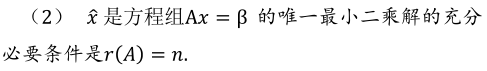 （2） x̂ 是方程组Ax = β 的唯一最小二乘解的充分
必要条件是r(A) = n.